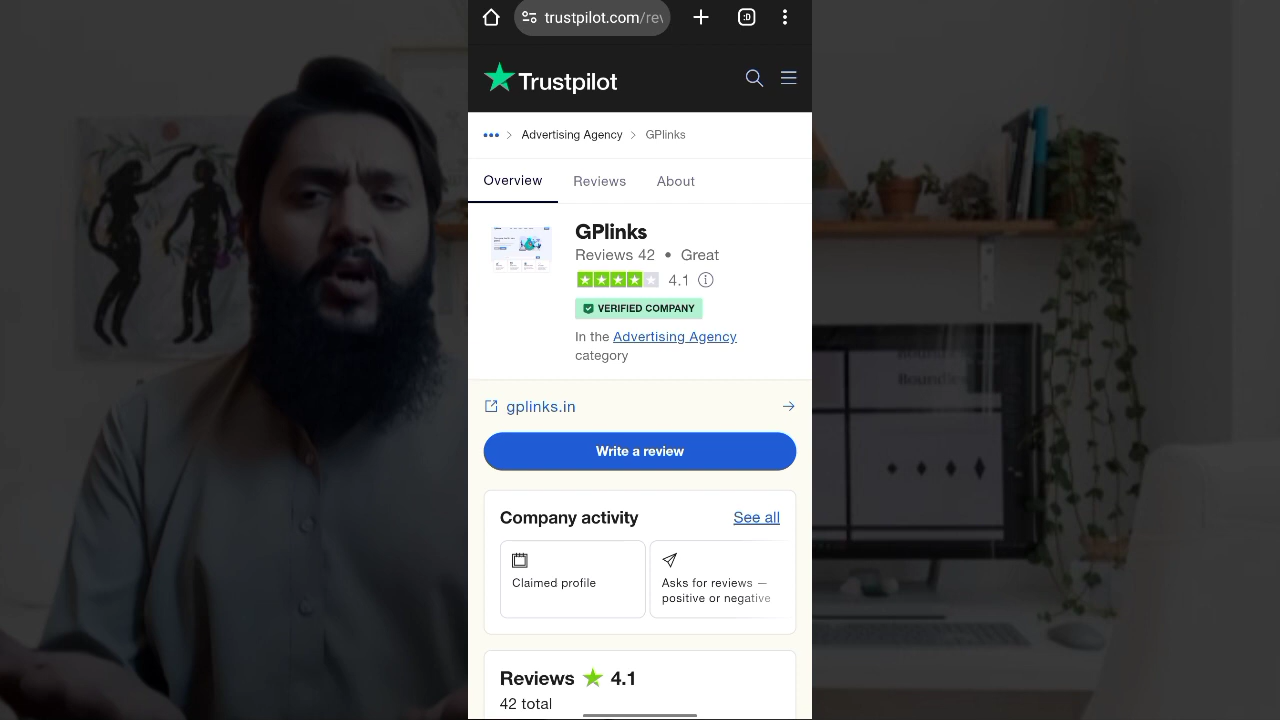 trustpilot.com/rev
:D
Trustpilot
Advertising Agency > GPlinks
Overview Reviews About
GPlinks
Reviews 42 • Great
4.1
VERIFIED COMPANY
In the Advertising Agency
category
gplinks.in
Write a review
Company activity See all
Claimed profile
Asks for reviews —
positive or negative
Reviews 4.1
42 total